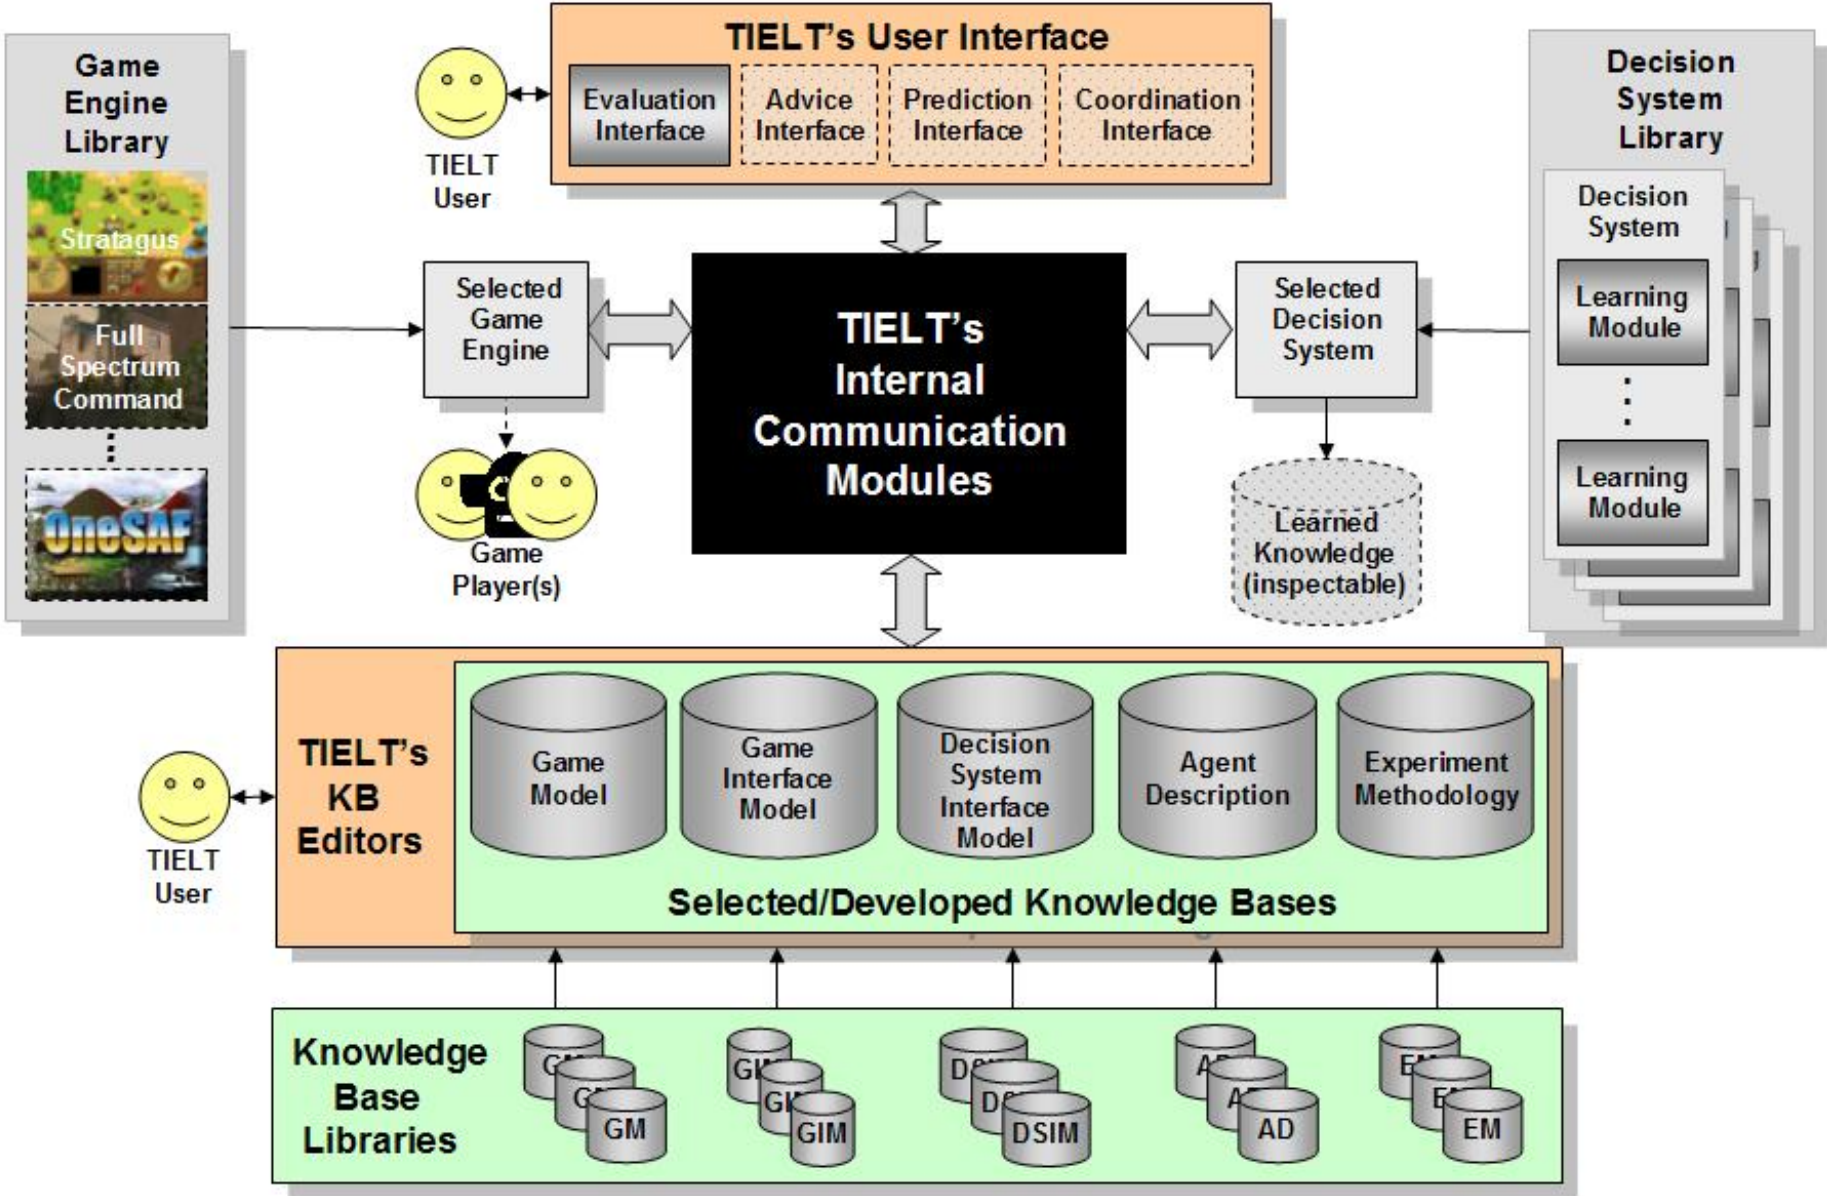 TIELT's User Interface
Evaluation
Interface
Advice
Interface
Prediction
Interface
Coordination
Interface
TIELT
User
Game
Engine
Library
Stratagus
Full
Spectrum
Command
OneSAF
Selected
Game
Engine
Game
Player(s)
TIELT's
Internal
Communication
Modules
Selected
Decision
System
Learned
Knowledge
(inspectable)
Decision
System
Library
Decision
System
Learning
Module
Learning
Module
TIELT
User
TIELT's
KB
Editors
Game
Model
Game
Interface
Model
Decision
System
Interface
Model
Agent
Description
Experiment
Methodology
Selected/Developed Knowledge Bases
Knowledge
Base
Libraries
GM
GIM
DSIM
AD
EM